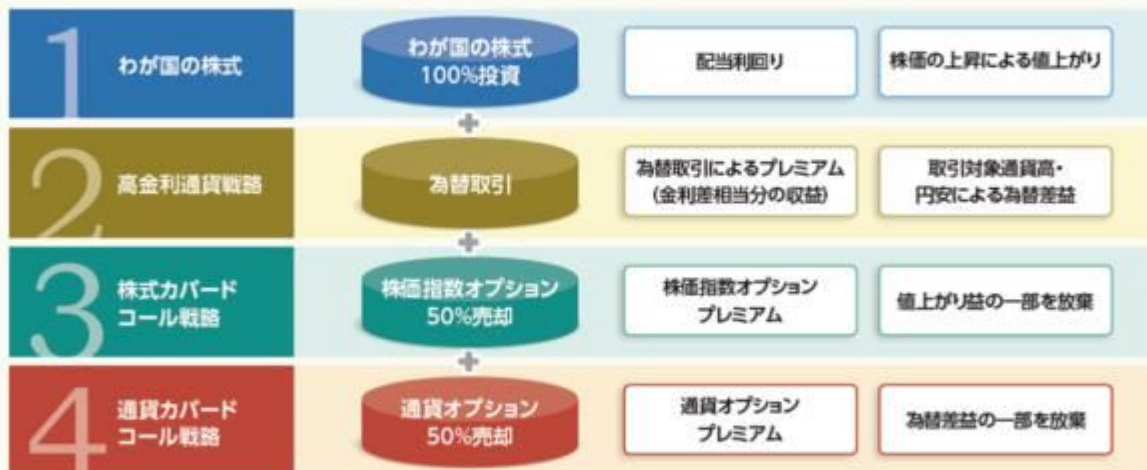 1
わが国の株式
わが国の株式
100%投資
配当利回り
株価の上昇による値上がり
2
高金利通貨戦略
為替取引
為替取引によるプレミアム
(金利差相当分の収益)
取引対象通貨高・
円安による為替差益
3
株式カバード
コール戦略
株価指数オプション
50%売却
株価指数オプション
プレミアム
値上がり益の一部を放棄
4
通貨カバード
コール戦略
通貨オプション
50%売却
通貨オプション
プレミアム
為替差益の一部を放棄